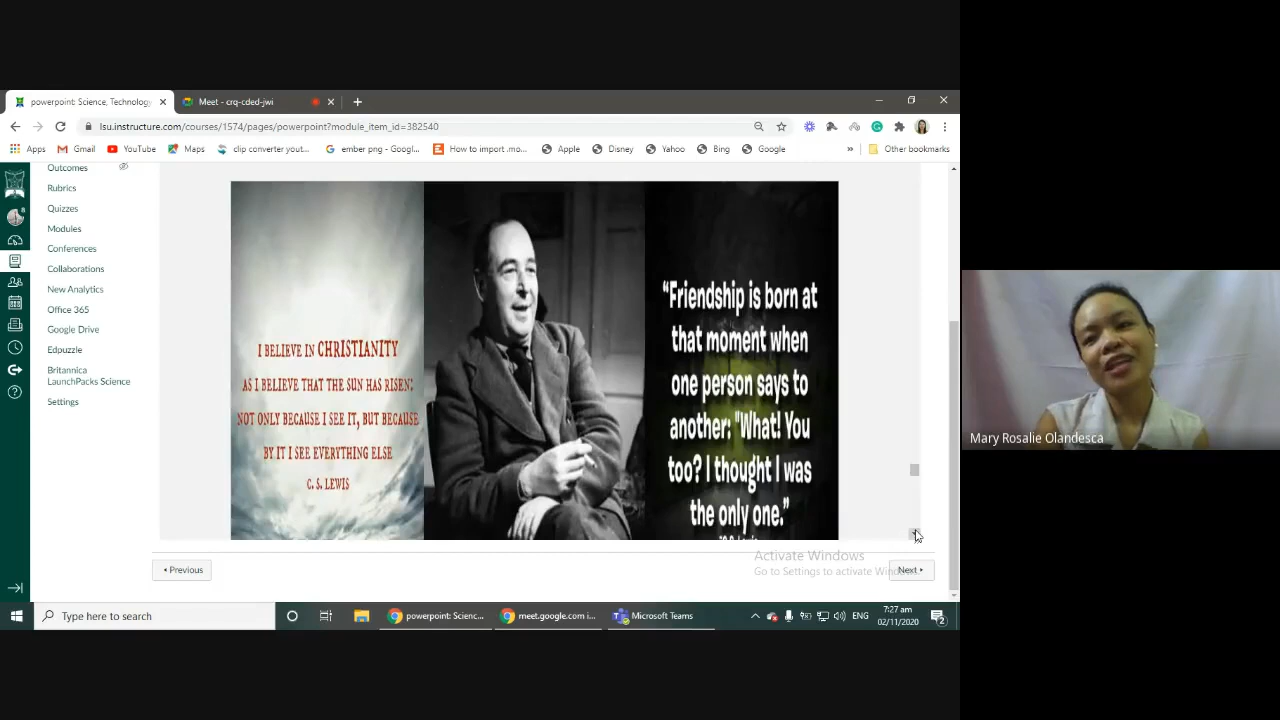 powerpoint: Science, Technology
Meet - crq-cded-jwi
lsu.instructure.com/courses/1574/pages/powerpoint?module_item_id=382540
Apps
Gmail
YouTube
Maps
clip converter yout...
ember png - Googl...
How to import .mo...
Apple
Disney
Yahoo
Bing
Google
»
Other bookmarks
Outcomes
Rubrics
Quizzes
Modules
Conferences
Collaborations
New Analytics
Office 365
Google Drive
Edpuzzle
Britannica
LaunchPacks Science
Settings
I BELIEVE IN CHRISTIANITY
AS I BELIEVE THAT THE SUN HAS RISEN:
NOT ONLY BECAUSE I SEE IT, BUT BECAUSE
BY IT I SEE EVERYTHING ELSE
C. S. LEWIS
“Friendship is born at
that moment when
one person says to
another: "What! You
too? I thought I was
the only one.”
Mary Rosalie Olandesca
Previous
Next
Activate Windows
Go to Settings to activate
Type here to search
powerpoint: Scienc...
meet.google.com i...
Microsoft Teams
ENG
7:27 am
02/11/2020
2